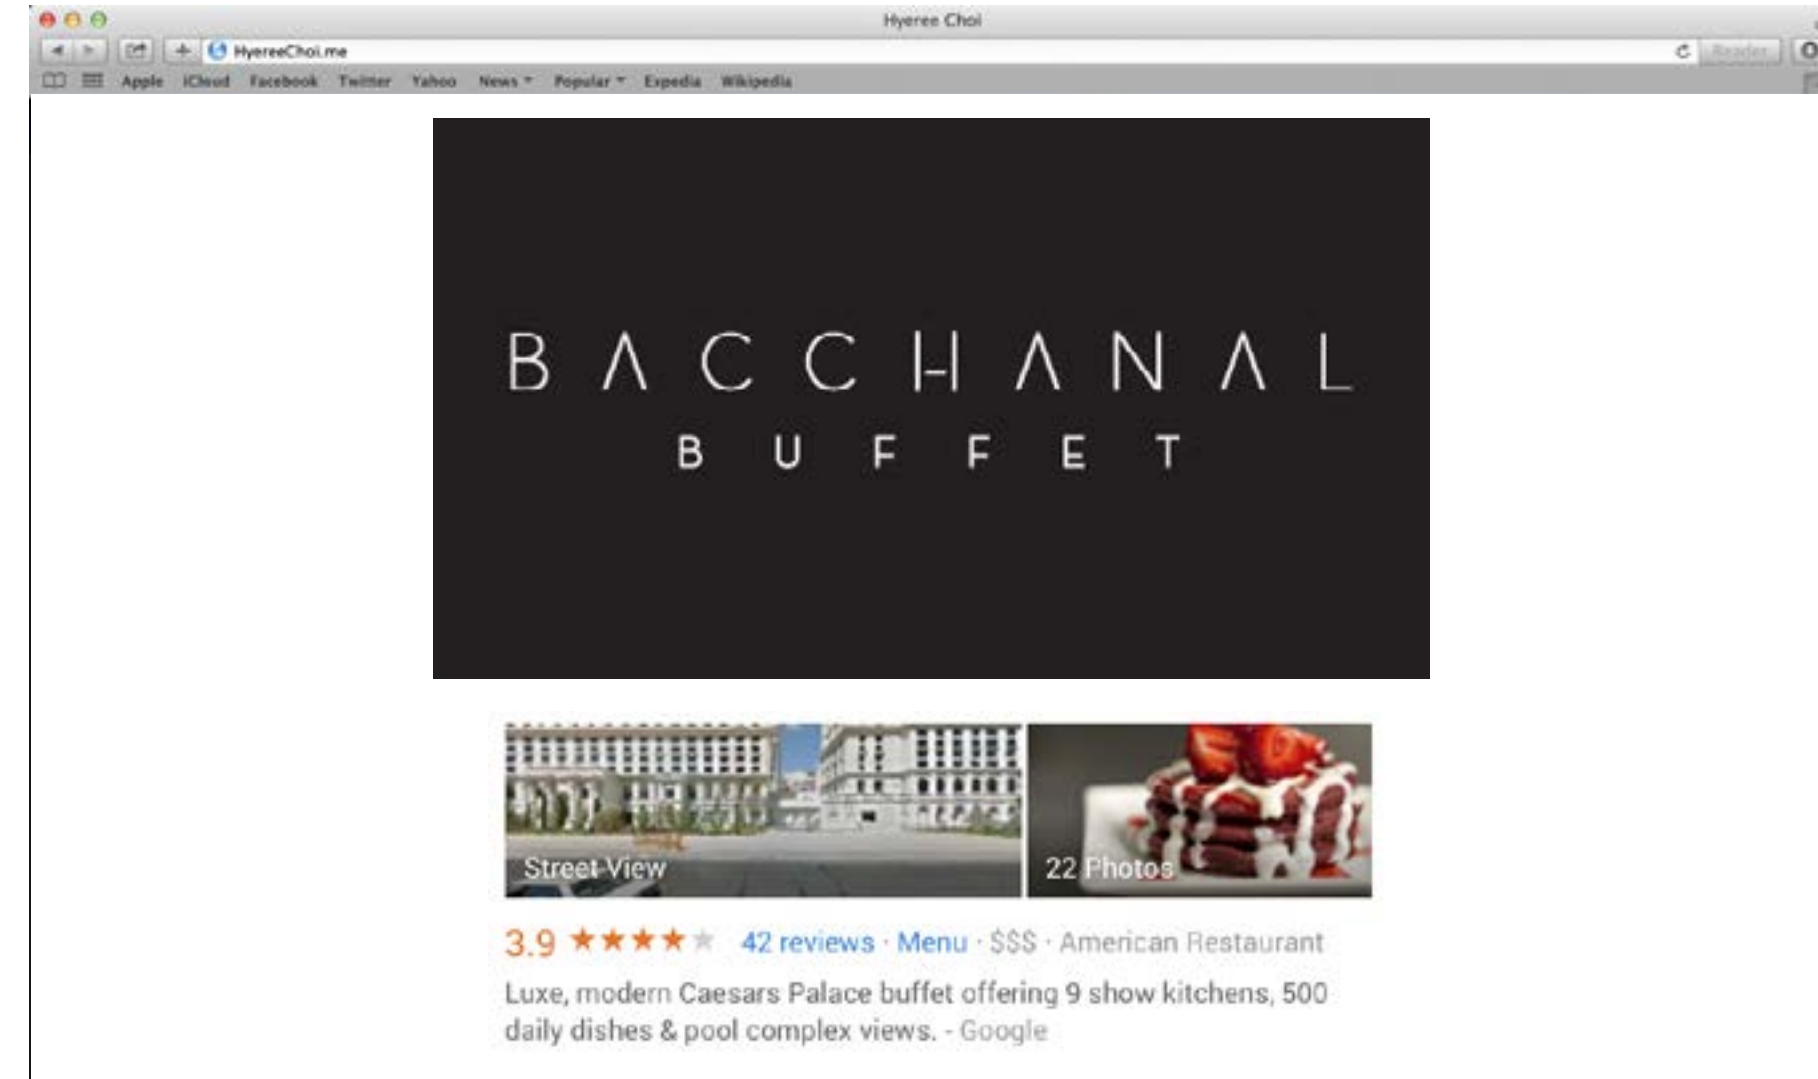 Hyeree Choi
HyereeChoi.me
Reader
Apple iCloud Facebook Twitter Yahoo News Popular Expedia Wikipedia
BACCHANAL
BUFFET
Street View
22 Photos
3.9 ★★★★★ 42 reviews · Menu · $$$ · American Restaurant
Luxe, modern Caesars Palace buffet offering 9 show kitchens, 500
daily dishes & pool complex views. - Google